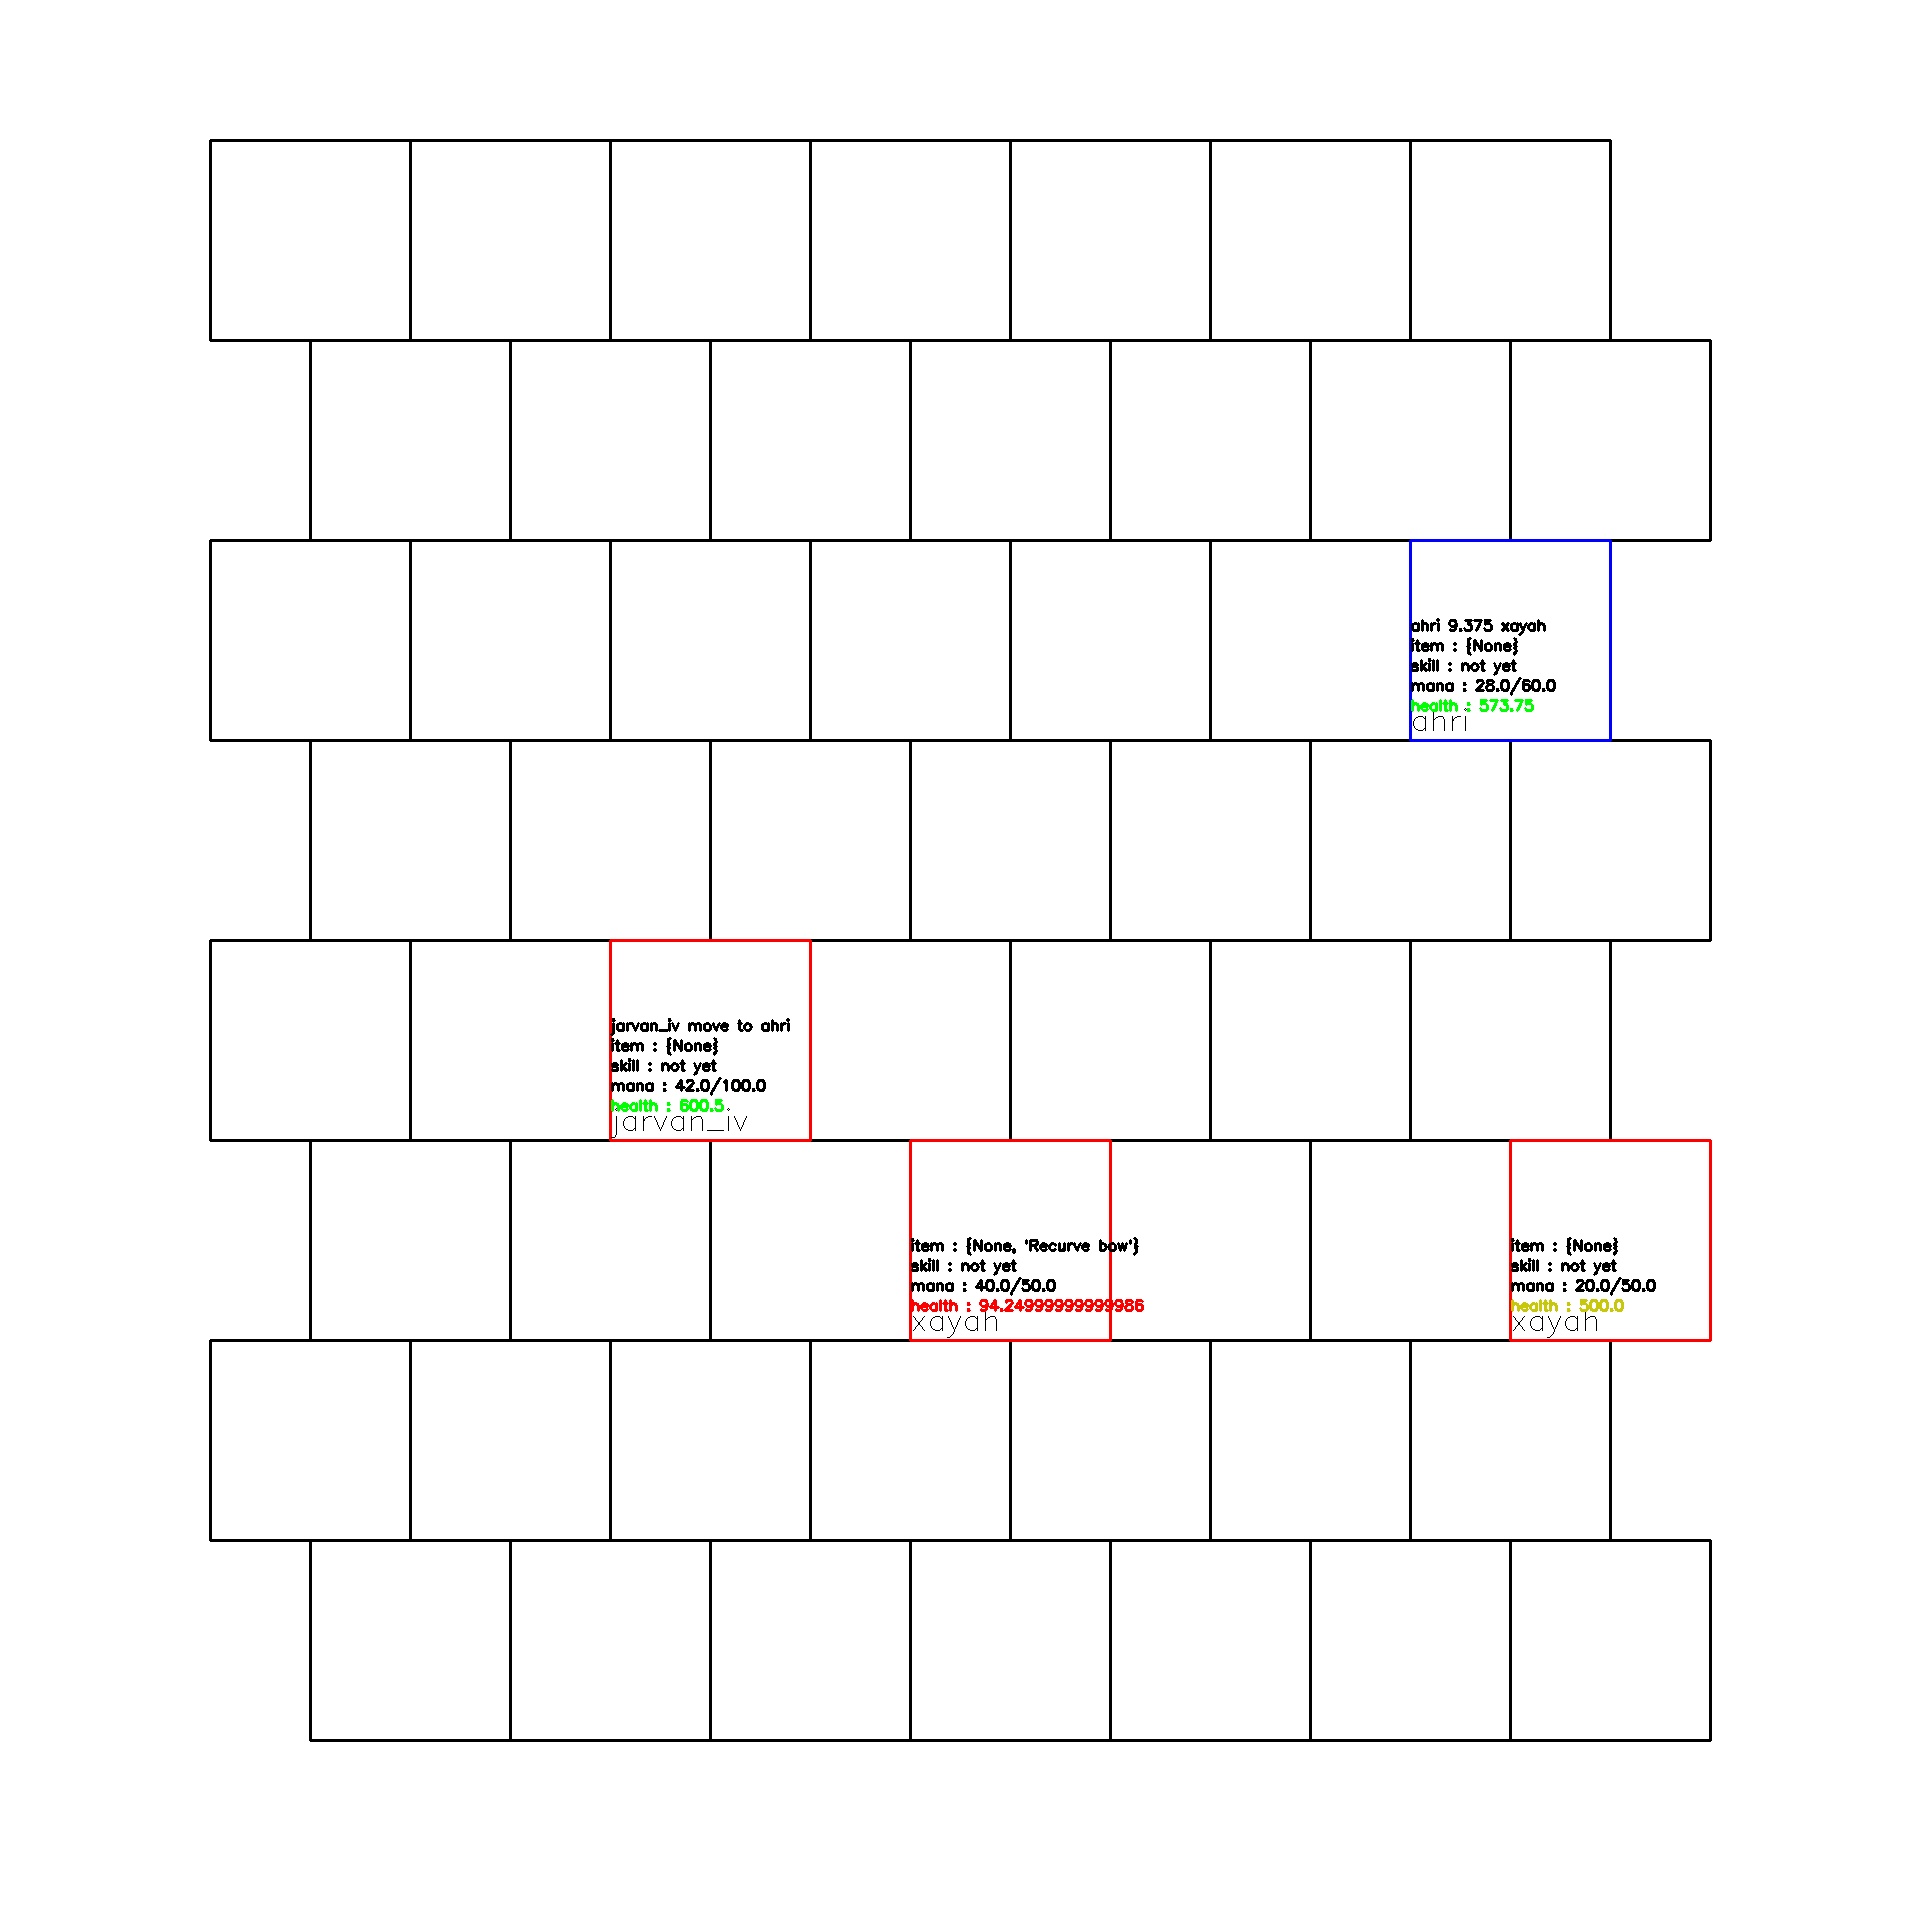 ahri 9.375 xayah
item : {None}
skill : not yet
mana : 28.0/60.0
health : 573.75
ahri
jarvan_iv move to ahri
item : {None}
skill : not yet
mana : 42.0/100.0
health : 600.5
jarvan_iv
item : {None, 'Recurve bow'}
skill : not yet
mana : 40.0/50.0
health : 94.24999999999986
xayah
item : {None}
skill : not yet
mana : 20.0/50.0
health : 500.0
xayah